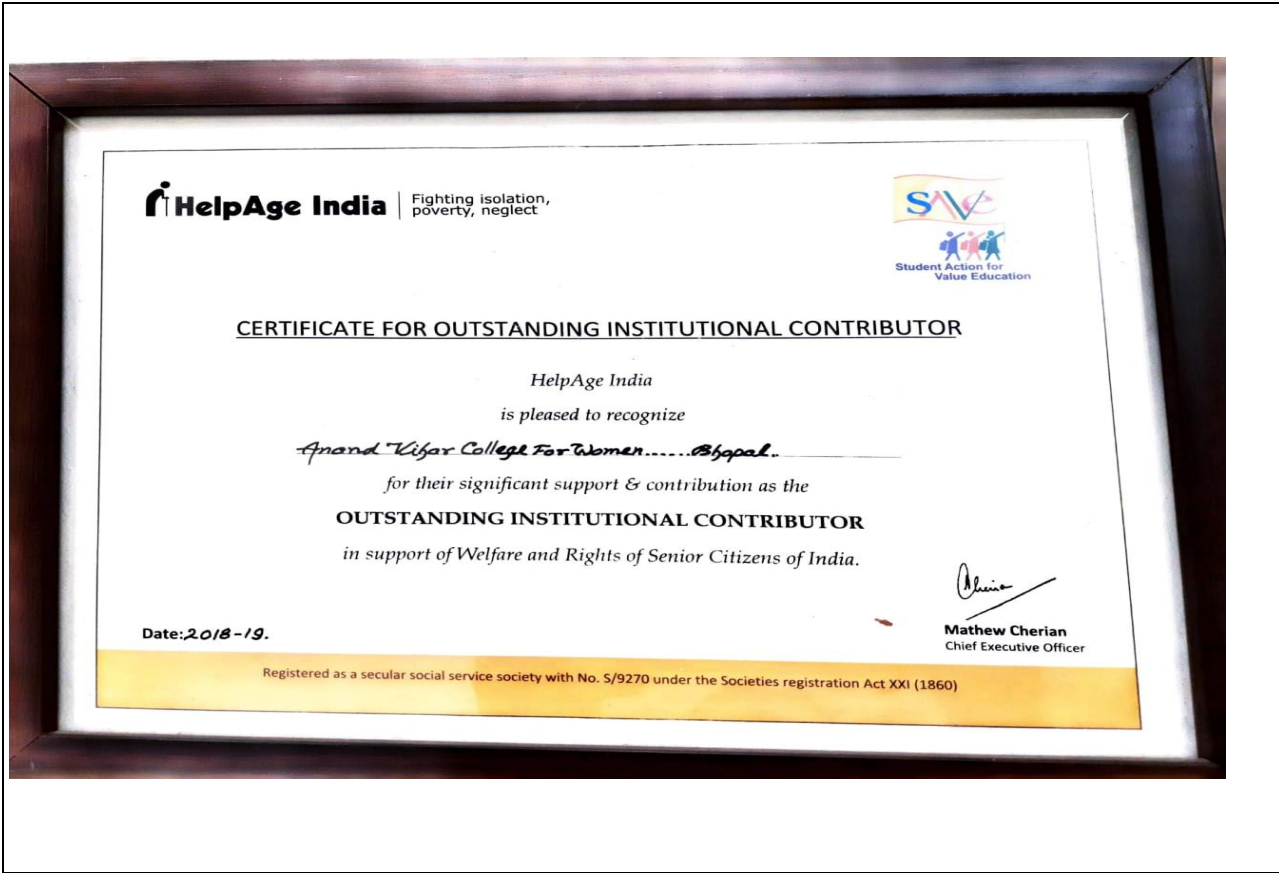 HelpAge India
Fighting isolation,
poverty, neglect
SAVE
Student Action for
Value Education
CERTIFICATE FOR OUTSTANDING INSTITUTIONAL CONTRIBUTOR
HelpAge India
is pleased to recognize
Anand Vihar College For Women......Bhopal..
for their significant support & contribution as the
OUTSTANDING INSTITUTIONAL CONTRIBUTOR
in support of Welfare and Rights of Senior Citizens of India.
Date:2018-19.
Mathew Cherian
Chief Executive Officer
Registered as a secular social service society with No. S/9270 under the Societies registration Act XXI (1860)